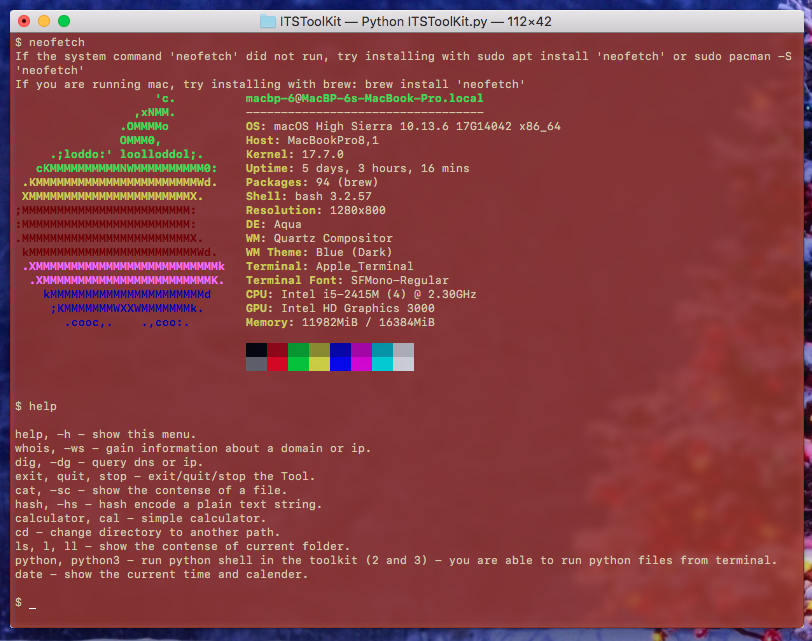 ITSToolKit — Python ITSToolKit.py — 112×42
$ neofetch
If the system command 'neofetch' did not run, try installing with sudo apt install 'neofetch' or sudo pacman -S
'neofetch'
If you are running mac, try installing with brew: brew install 'neofetch'
'c. macbp-6@MacBP-6s-MacBook-Pro.local
,xNMM. -----------------------------------
.OMMMMo OS: macOS High Sierra 10.13.6 17G14042 x86_64
OMMM0, Host: MacBookPro8,1
.;loddo:' loolloddol;. Kernel: 17.7.0
cKMMMMMMMMMMNWMMMMMMMMMM0: Uptime: 5 days, 3 hours, 16 mins
.KMMMMMMMMMMMMMMMMMMMMMMMWd. Packages: 94 (brew)
XMMMMMMMMMMMMMMMMMMMMMMMX. Shell: bash 3.2.57
;MMMMMMMMMMMMMMMMMMMMMMMM: Resolution: 1280x800
:MMMMMMMMMMMMMMMMMMMMMMMM: DE: Aqua
.MMMMMMMMMMMMMMMMMMMMMMMMX. WM: Quartz Compositor
kMMMMMMMMMMMMMMMMMMMMMMMMWd. WM Theme: Blue (Dark)
.XMMMMMMMMMMMMMMMMMMMMMMMMMMk Terminal: Apple_Terminal
.XMMMMMMMMMMMMMMMMMMMMMMMMK. Terminal Font: SFMono-Regular
kMMMMMMMMMMMMMMMMMMMMMMd CPU: Intel i5-2415M (4) @ 2.30GHz
;KMMMMMMMWXXWMMMMMMMk. GPU: Intel HD Graphics 3000
.cooc,. .,coo:. Memory: 11982MiB / 16384MiB
$ help
help, -h - show this menu.
whois, -ws - gain information about a domain or ip.
dig, -dg - query dns or ip.
exit, quit, stop - exit/quit/stop the Tool.
cat, -sc - show the contense of a file.
hash, -hs - hash encode a plain text string.
calculator, cal - simple calculator.
cd - change directory to another path.
ls, l, ll - show the contense of current folder.
python, python3 - run python shell in the toolkit (2 and 3) - you are able to run python files from terminal.
date - show the current time and calender.
$ _